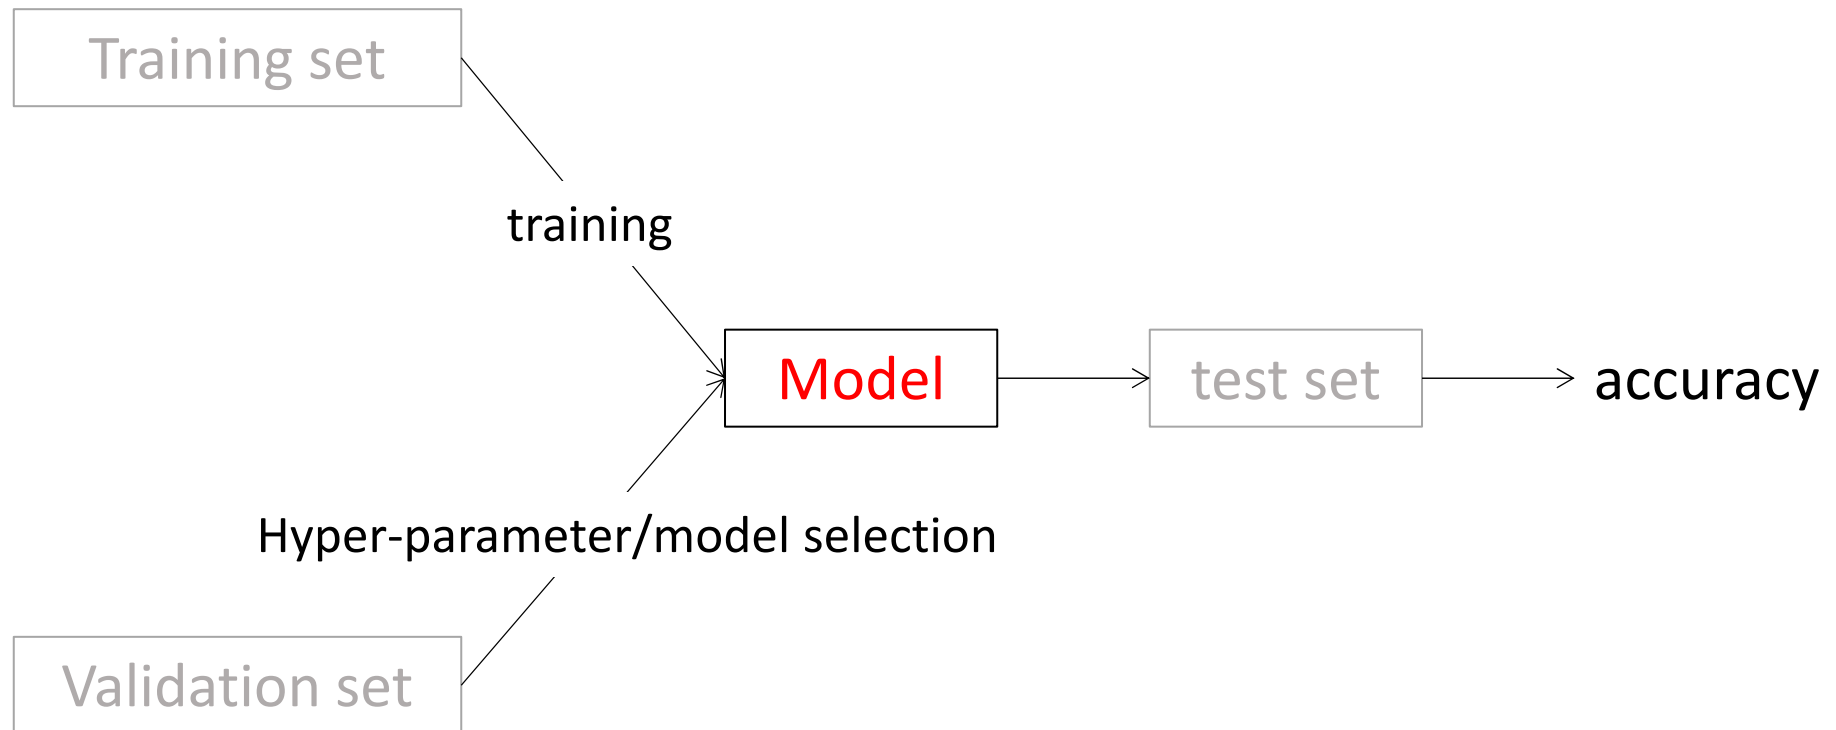 Training set
training
Model
test set
accuracy
Hyper-parameter/model selection
Validation set